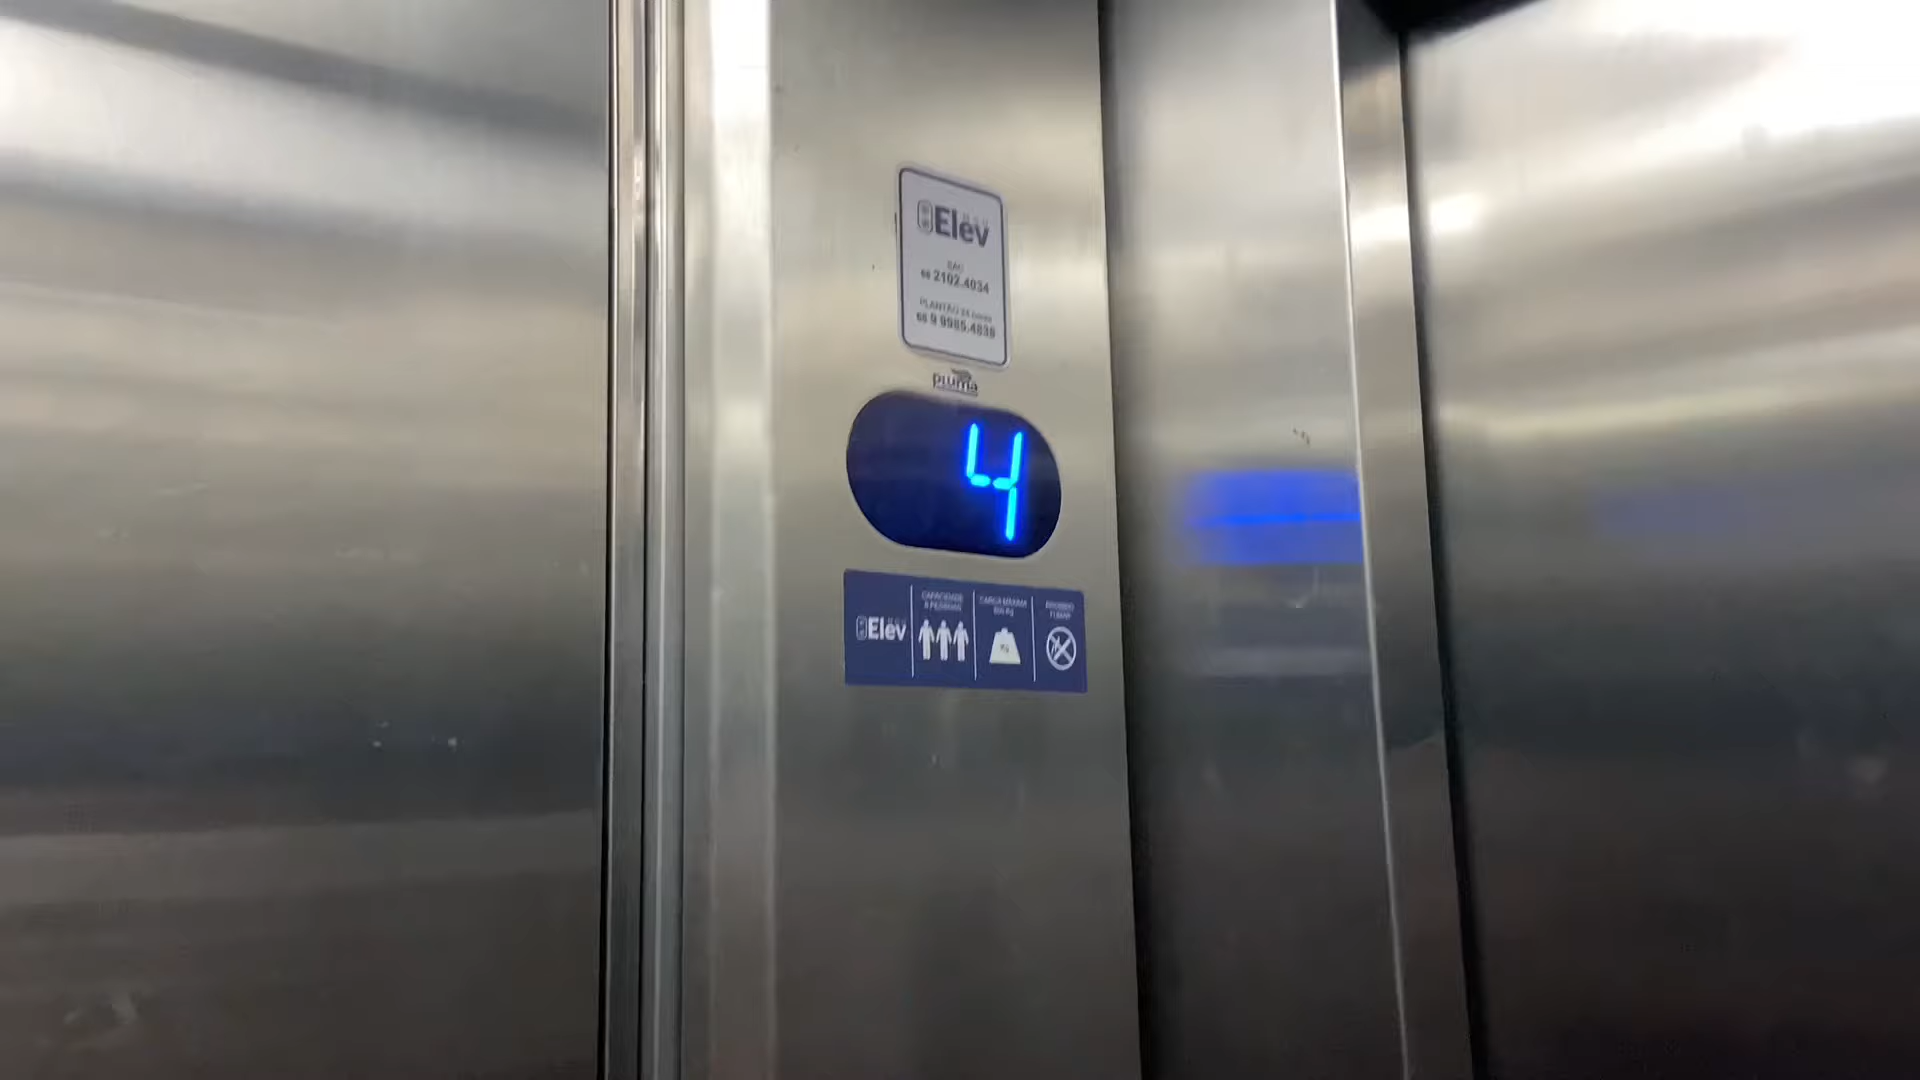 Elev
SAC
2102.4034
PLANTÃO 24 horas
9 9985.4838
pluma
4
Elev
CAPACIDADE
8 PESSOAS
CARGA MÁXIMA
PROIBIDO
FUMAR